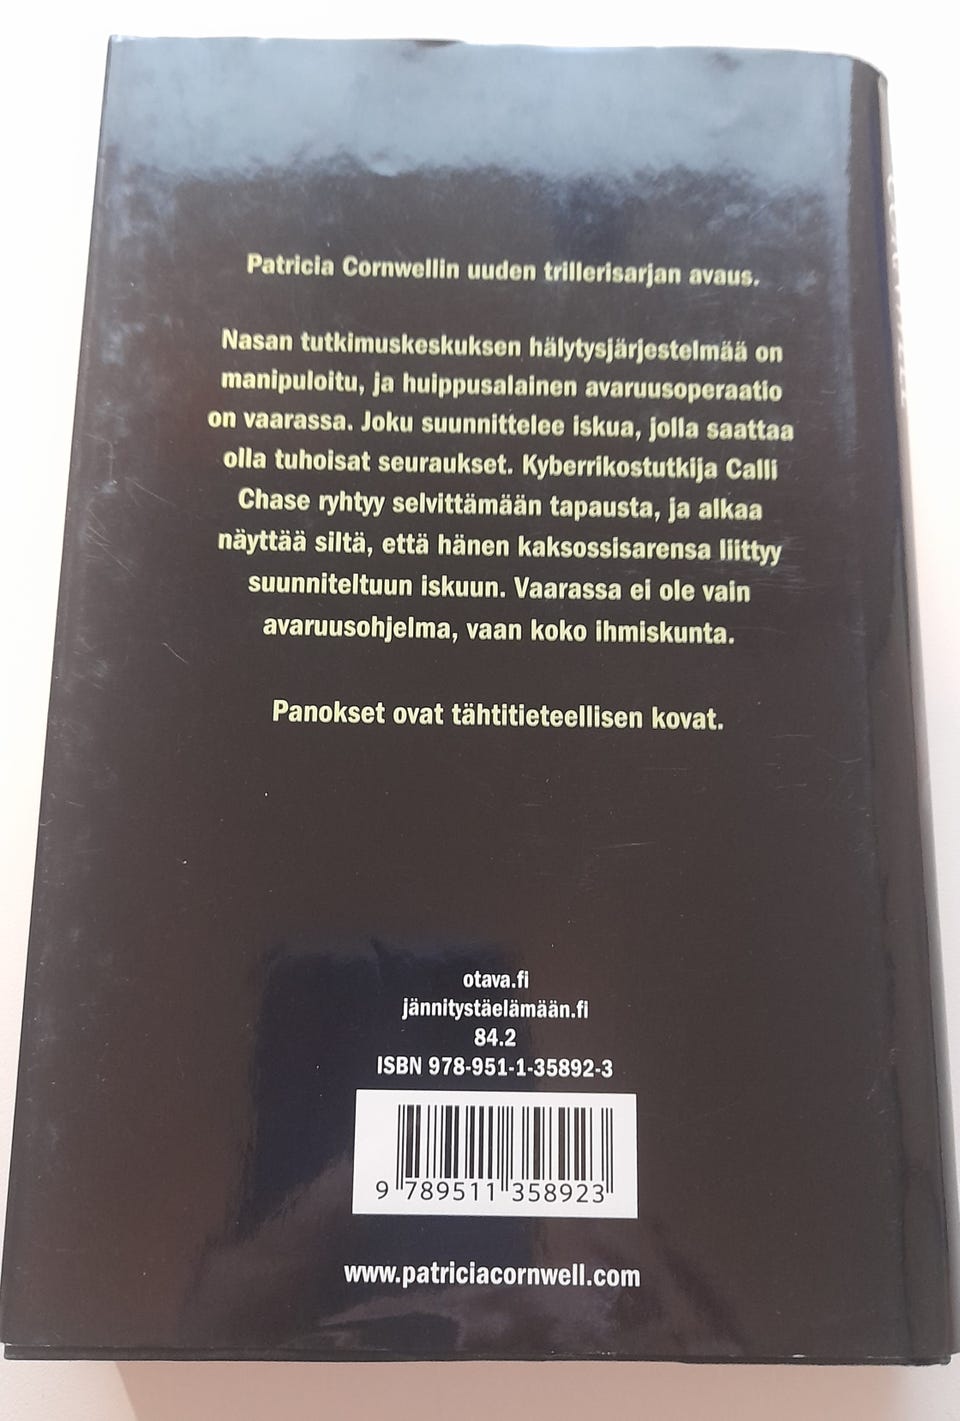 Patricia Cornwellin uuden trillerisarjan avaus.
Nasan tutkimuskeskuksen hälytysjärjestelmää on
manipuloitu, ja huippusalainen avaruusoperaatio
on vaarassa. Joku suunnittelee iskua, jolla saattaa
olla tuhoisat seuraukset. Kyberrikostutkija Calli
Chase ryhtyy selvittämään tapausta, ja alkaa
näyttää siltä, että hänen kaksossisarensa liittyy
suunniteltuun iskuun. Vaarassa ei ole vain
avaruusohjelma, vaan koko ihmiskunta.
Panokset ovat tähtitieteellisen kovat.
otava.fi
jännitystäelämään.fi
84.2
ISBN 978-951-1-35892-3
9 789511 358923
www.patriciacornwell.com